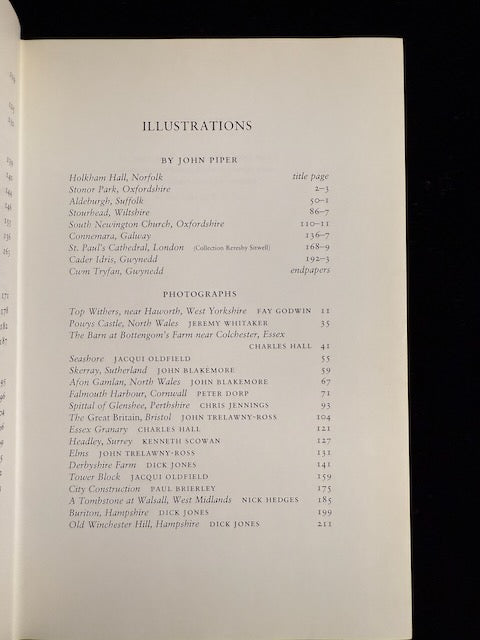 ILLUSTRATIONS
BY JOHN PIPER
Holkham Hall, Norfolk title page
Stonor Park, Oxfordshire 2–3
Aldeburgh, Suffolk 50–1
Stourhead, Wiltshire 86–7
South Newington Church, Oxfordshire 110–11
Connemara, Galway 136–7
St. Paul's Cathedral, London (Collection Reresby Sitwell) 168–9
Cader Idris, Gwynedd 192–3
Cwm Tryfan, Gwynedd endpapers
PHOTOGRAPHS
Top Withers, near Haworth, West Yorkshire FAY GODWIN 11
Powys Castle, North Wales JEREMY WHITAKER 35
The Barn at Bottengom's Farm near Colchester, Essex
CHARLES HALL 41
Seashore JACQUI OLDFIELD 55
Skerray, Sutherland JOHN BLAKEMORE 59
Afon Gamlan, North Wales JOHN BLAKEMORE 67
Falmouth Harbour, Cornwall PETER DORP 71
Spittal of Glenshee, Perthshire CHRIS JENNINGS 93
The Great Britain, Bristol JOHN TRELAWNY-ROSS 104
Essex Granary CHARLES HALL 121
Headley, Surrey KENNETH SCOWAN 127
Elms JOHN TRELAWNY-ROSS 131
Derbyshire Farm DICK JONES 141
Tower Block JACQUI OLDFIELD 159
City Construction PAUL BRIERLEY 175
A Tombstone at Walsall, West Midlands NICK HEDGES 185
Buriton, Hampshire DICK JONES 199
Old Winchester Hill, Hampshire DICK JONES 211